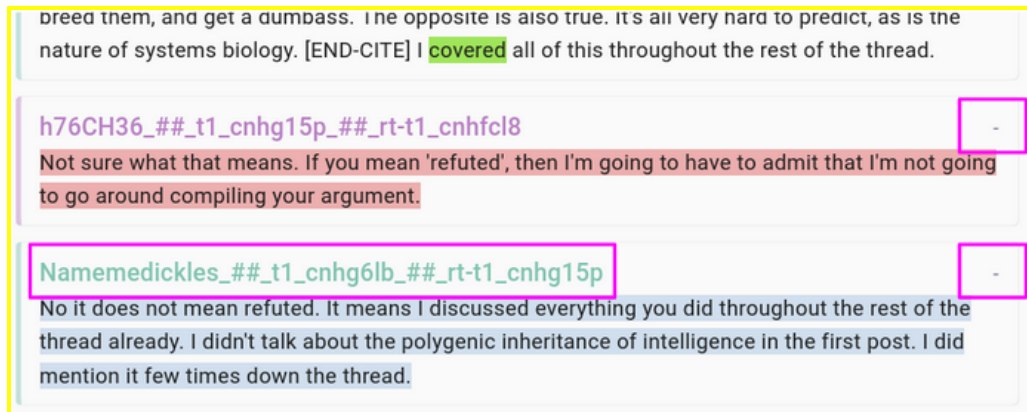 breed them, and get a dumbass. The opposite is also true. It's all very hard to predict, as is the
nature of systems biology. [END-CITE] I covered all of this throughout the rest of the thread.
h76CH36_##_t1_cnhg15p_##_rt-t1_cnhfcl8
-
Not sure what that means. If you mean 'refuted', then I'm going to have to admit that I'm not going
to go around compiling your argument.
Namemedickles_##_t1_cnhg6lb_##_rt-t1_cnhg15p
-
No it does not mean refuted. It means I discussed everything you did throughout the rest of the
thread already. I didn't talk about the polygenic inheritance of intelligence in the first post. I did
mention it few times down the thread.